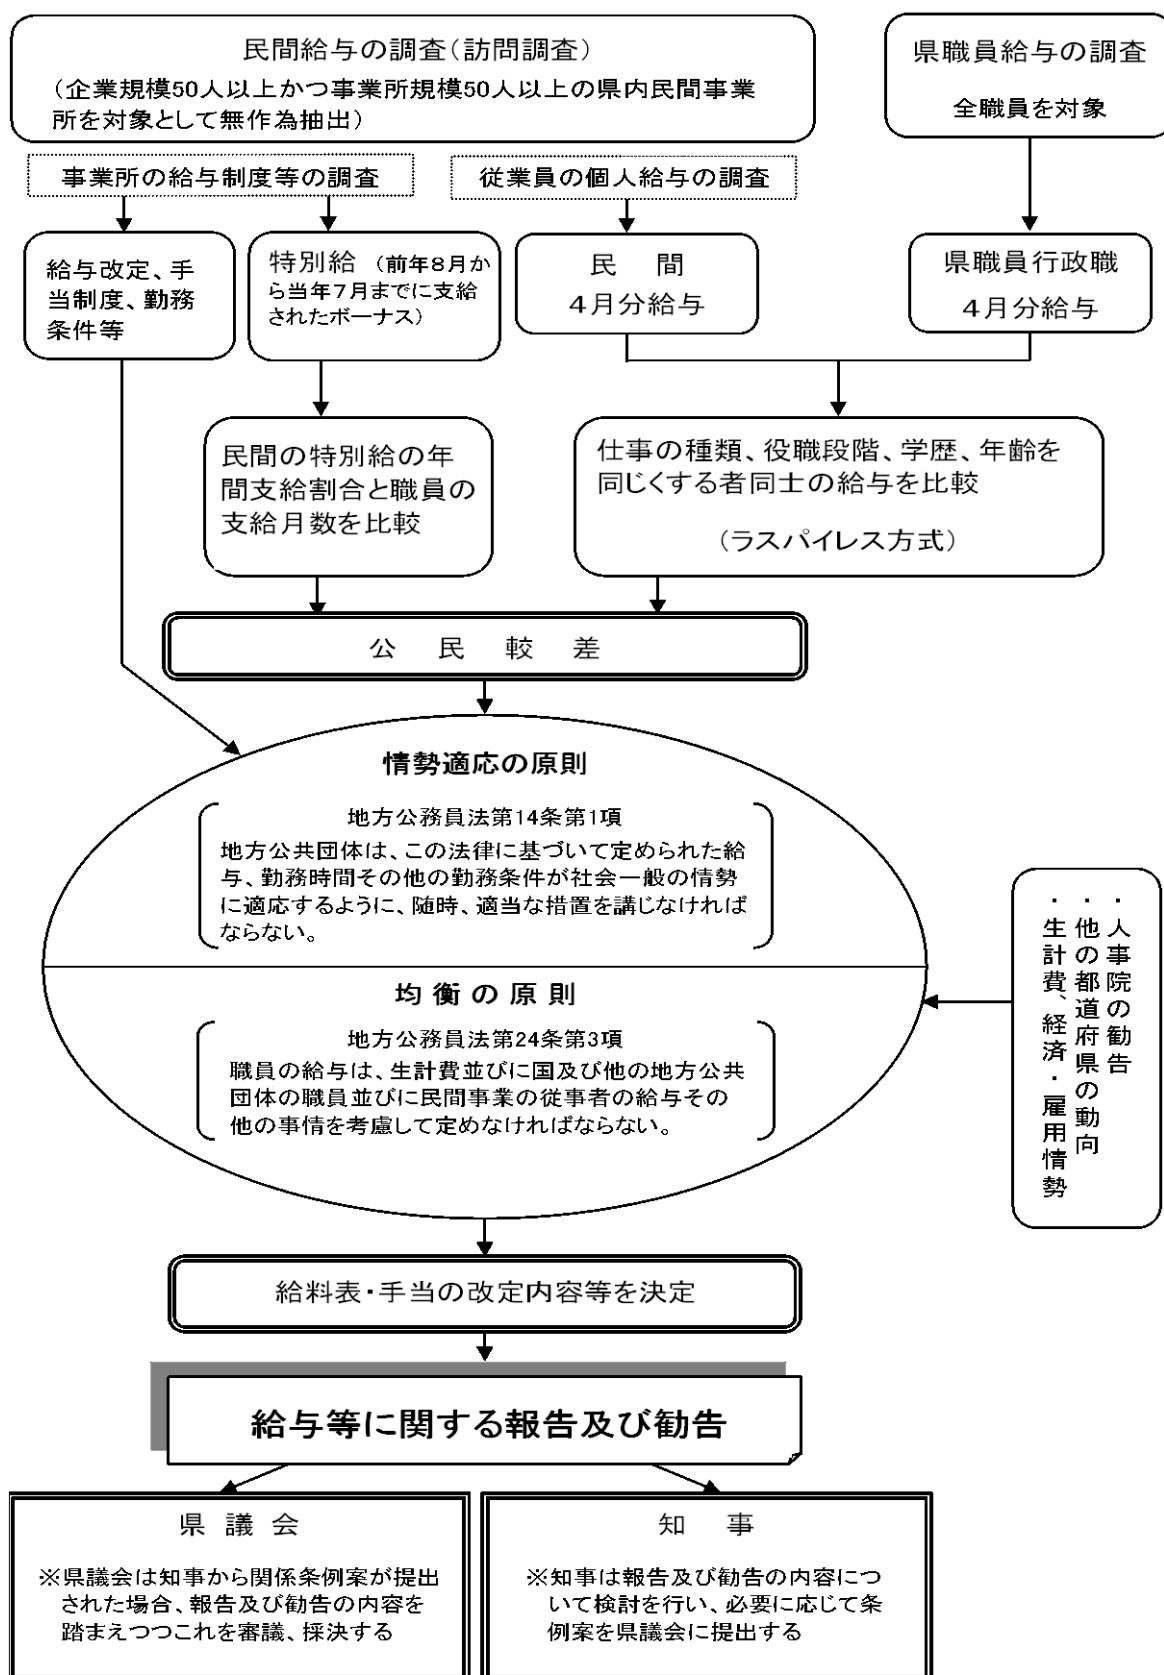 民間給与の調査(訪問調査)
(企業規模50人以上かつ事業所規模50人以上の県内民間事業
所を対象として無作為抽出)
県職員給与の調査
全職員を対象
事業所の給与制度等の調査
従業員の個人給与の調査
給与改定、手
当制度、勤務
条件等
特別給 (前年8月か
ら当年7月までに支給
されたボーナス)
民 間
4月分給与
県職員行政職
4月分給与
民間の特別給の年
間支給割合と職員の
支給月数を比較
仕事の種類、役職段階、学歴、年齢を
同じくする者同士の給与を比較
(ラスパイレス方式)
公 民 較 差
情勢適応の原則
地方公務員法第14条第1項
地方公共団体は、この法律に基づいて定められた給
与、勤務時間その他の勤務条件が社会一般の情勢
に適応するように、随時、適当な措置を講じなければ
ならない。
均 衡 の 原 則
地方公務員法第24条第3項
職員の給与は、生計費並びに国及び他の地方公共
団体の職員並びに民間事業の従事者の給与その
他の事情を考慮して定めなければならない。
・人事院の勧告
・他の都道府県の動向
・生計費、経済・雇用情勢
給料表・手当の改定内容等を決定
給与等に関する報告及び勧告
県 議 会
※県議会は知事から関係条例案が提出
された場合、報告及び勧告の内容を
踏まえつつこれを審議、採決する
知 事
※知事は報告及び勧告の内容につ
いて検討を行い、必要に応じて条
例案を県議会に提出する